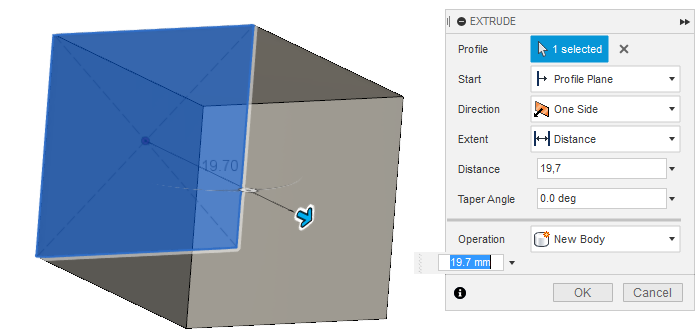 19.70
EXTRUDE
Profile 1 selected
Start Profile Plane
Direction One Side
Extent Distance
Distance 19,7
Taper Angle 0.0 deg
Operation New Body
19.7 mm
OK Cancel